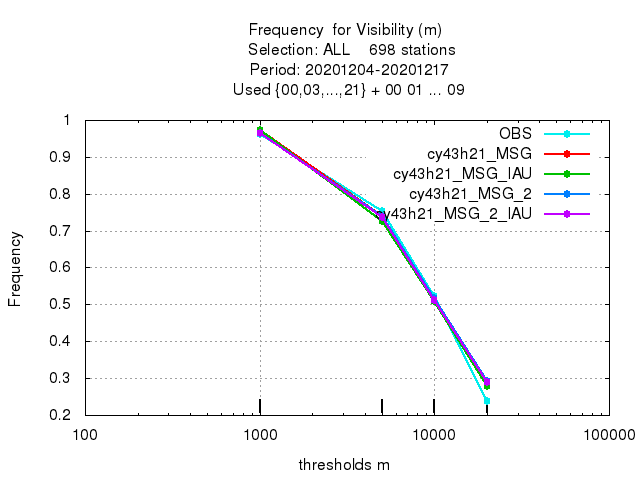 Frequency  for Visibility (m)
Selection: ALL    698 stations
Period: 20201204-20201217
Used {00,03,...,21} + 00 01 ... 09
1
0.9
0.8
0.7
0.6
0.5
0.4
0.3
0.2
Frequency
OBS
cy43h21_MSG
cy43h21_MSG_IAU
cy43h21_MSG_2
cy43h21_MSG_2_IAU
100
1000
10000
100000
thresholds m